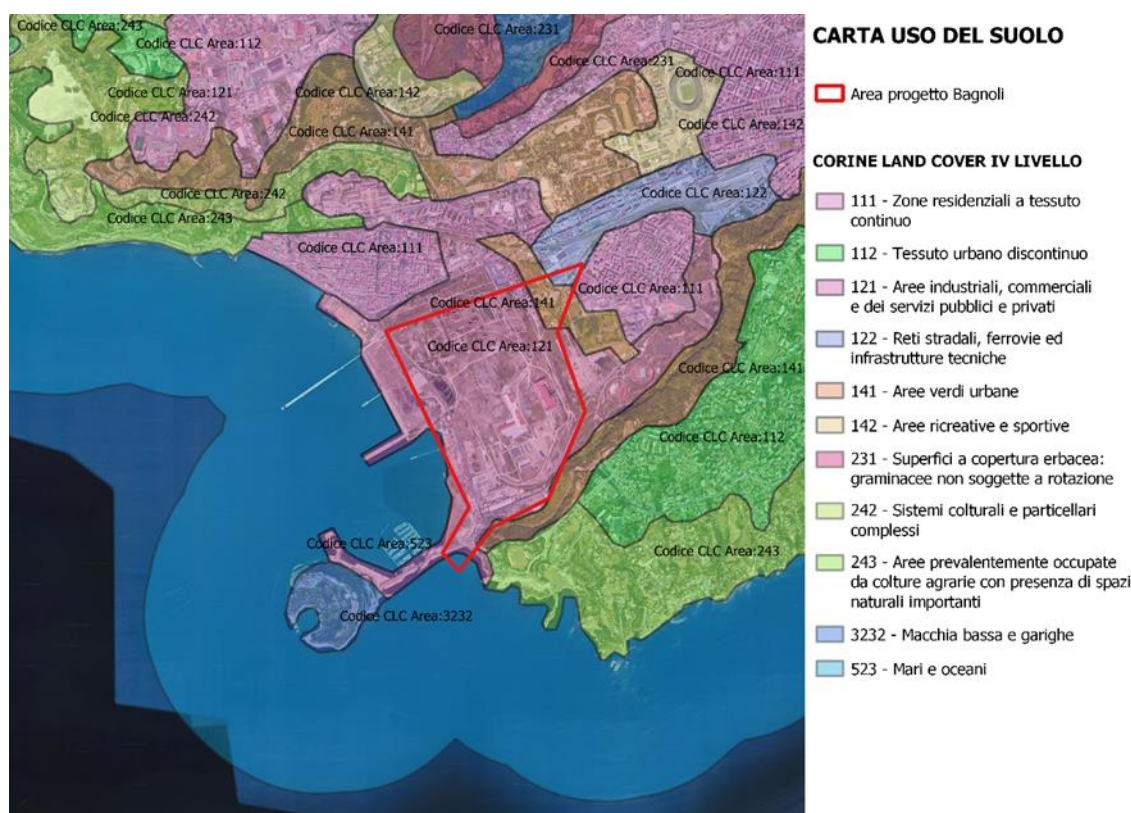 Codice CLC Area:243
Codice CLC Area:112
Codice CLC Area:231
Codice CLC Area:231
Codice CLC Area:111
Codice CLC Area:121
Codice CLC Area:142
Codice CLC Area:242
Codice CLC Area:141
Codice CLC Area:142
Codice CLC Area:242
Codice CLC Area:122
Codice CLC Area:243
Codice CLC Area:111
Codice CLC Area:111
Codice CLC Area:141
Codice CLC Area:121
Codice CLC Area:141
Codice CLC Area:112
Codice CLC Area:523
Codice CLC Area:243
Codice CLC Area:3232
CARTA USO DEL SUOLO
Area progetto Bagnoli
CORINE LAND COVER IV LIVELLO
111 - Zone residenziali a tessuto
continuo
112 - Tessuto urbano discontinuo
121 - Aree industriali, commerciali
e dei servizi pubblici e privati
122 - Reti stradali, ferrovie ed
infrastrutture tecniche
141 - Aree verdi urbane
142 - Aree ricreative e sportive
231 - Superfici a copertura erbacea:
graminacee non soggette a rotazione
242 - Sistemi colturali e particellari
complessi
243 - Aree prevalentemente occupate
da colture agrarie con presenza di spazi
naturali importanti
3232 - Macchia bassa e garighe
523 - Mari e oceani